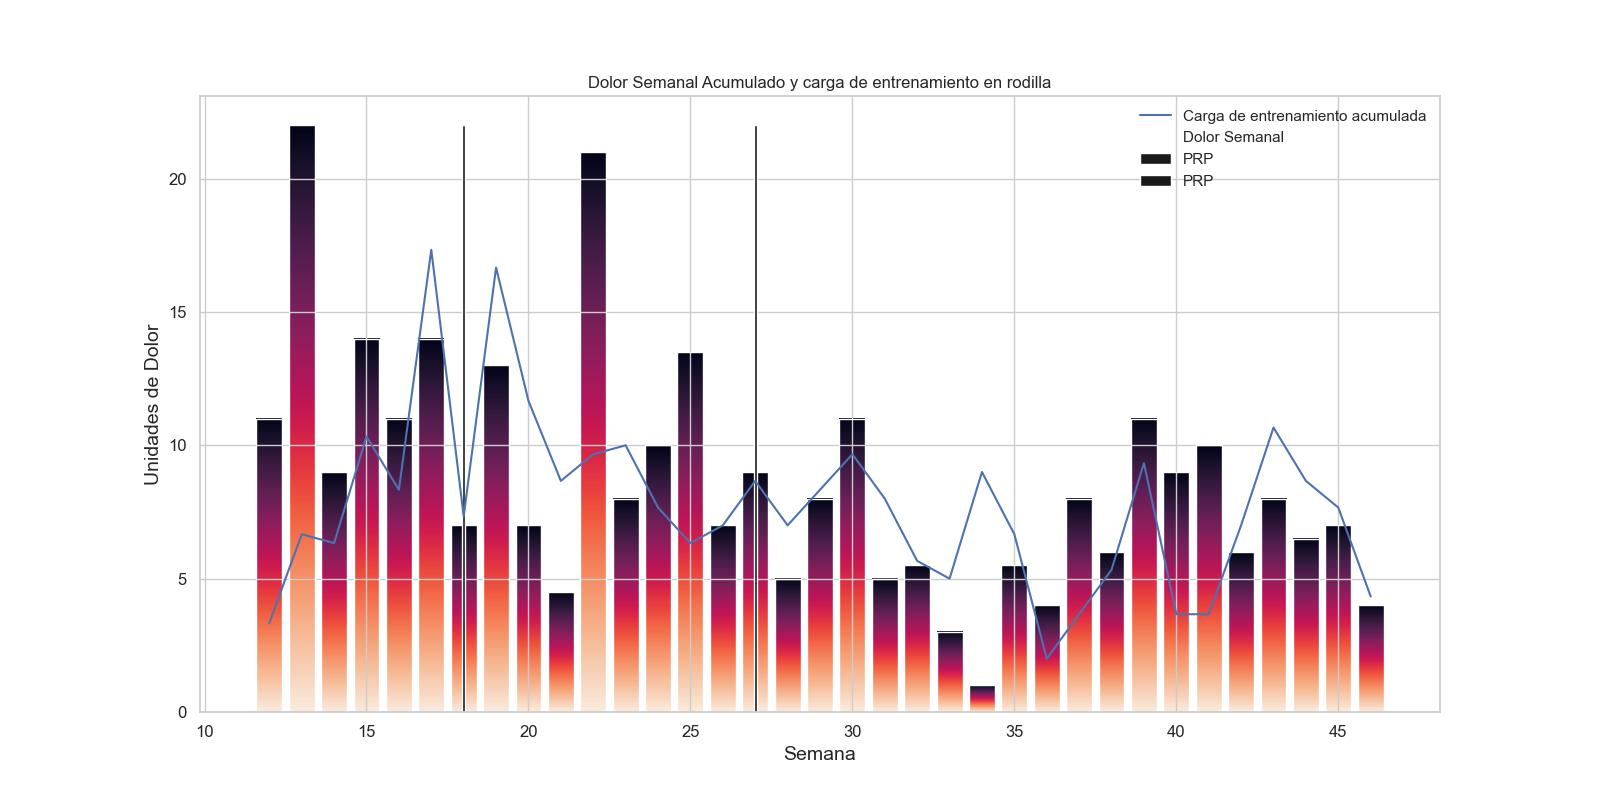 Dolor Semanal Acumulado y carga de entrenamiento en rodilla
Carga de entrenamiento acumulada
Dolor Semanal
PRP
PRP
Unidades de Dolor
20
15
10
5
0
10 15 20 25 30 35 40 45
Semana